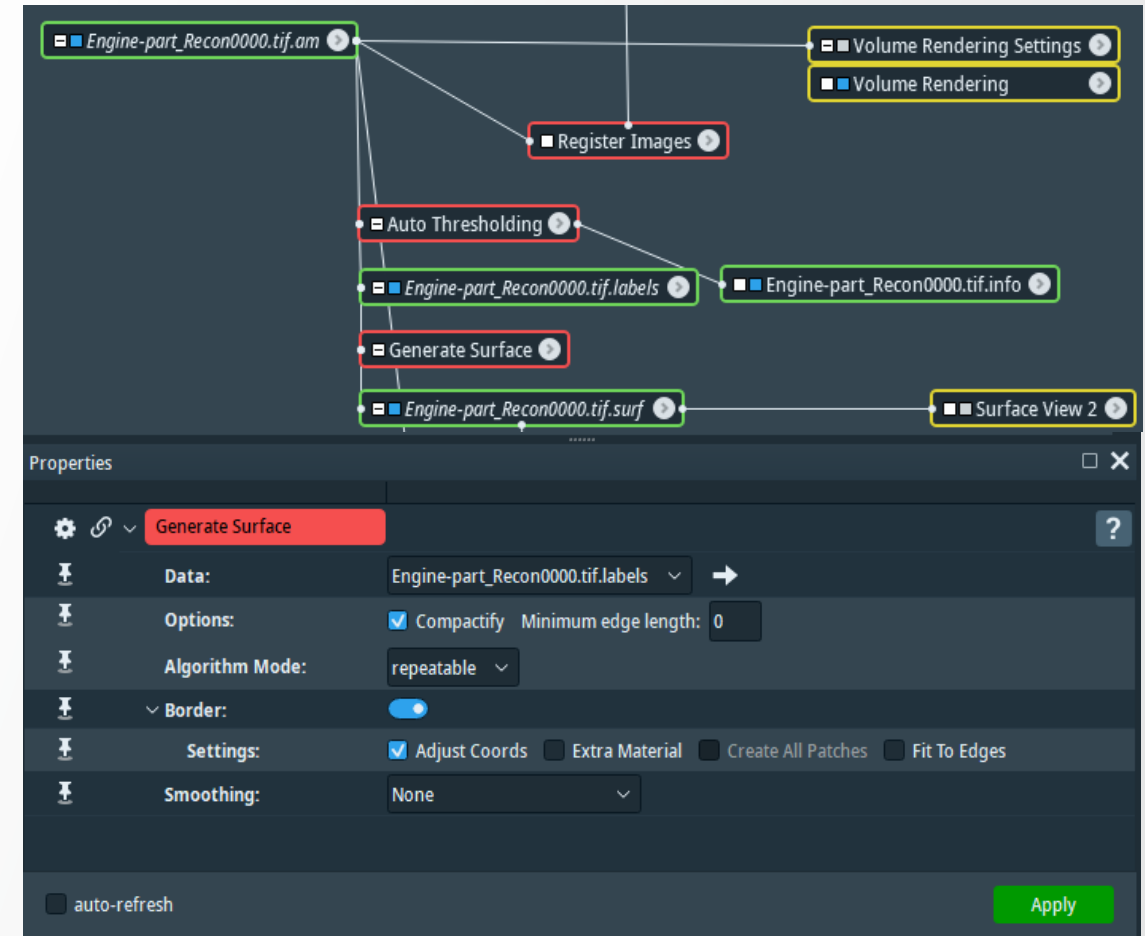 Engine-part_Recon0000.tif.am
Volume Rendering Settings
Volume Rendering
Register Images
Auto Thresholding
Engine-part_Recon0000.tif.labels
Engine-part_Recon0000.tif.info
Generate Surface
Engine-part_Recon0000.tif.surf
Surface View 2
Properties
Generate Surface
?
Data: Engine-part_Recon0000.tif.labels
Options: Compactify Minimum edge length: 0
Algorithm Mode: repeatable
Border:
Settings: Adjust Coords Extra Material Create All Patches Fit To Edges
Smoothing: None
auto-refresh
Apply